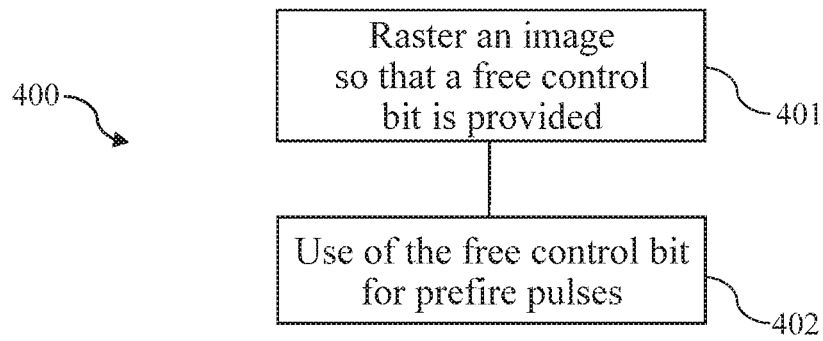 400
Raster an image
so that a free control
bit is provided
401
Use of the free control bit
for prefire pulses
402